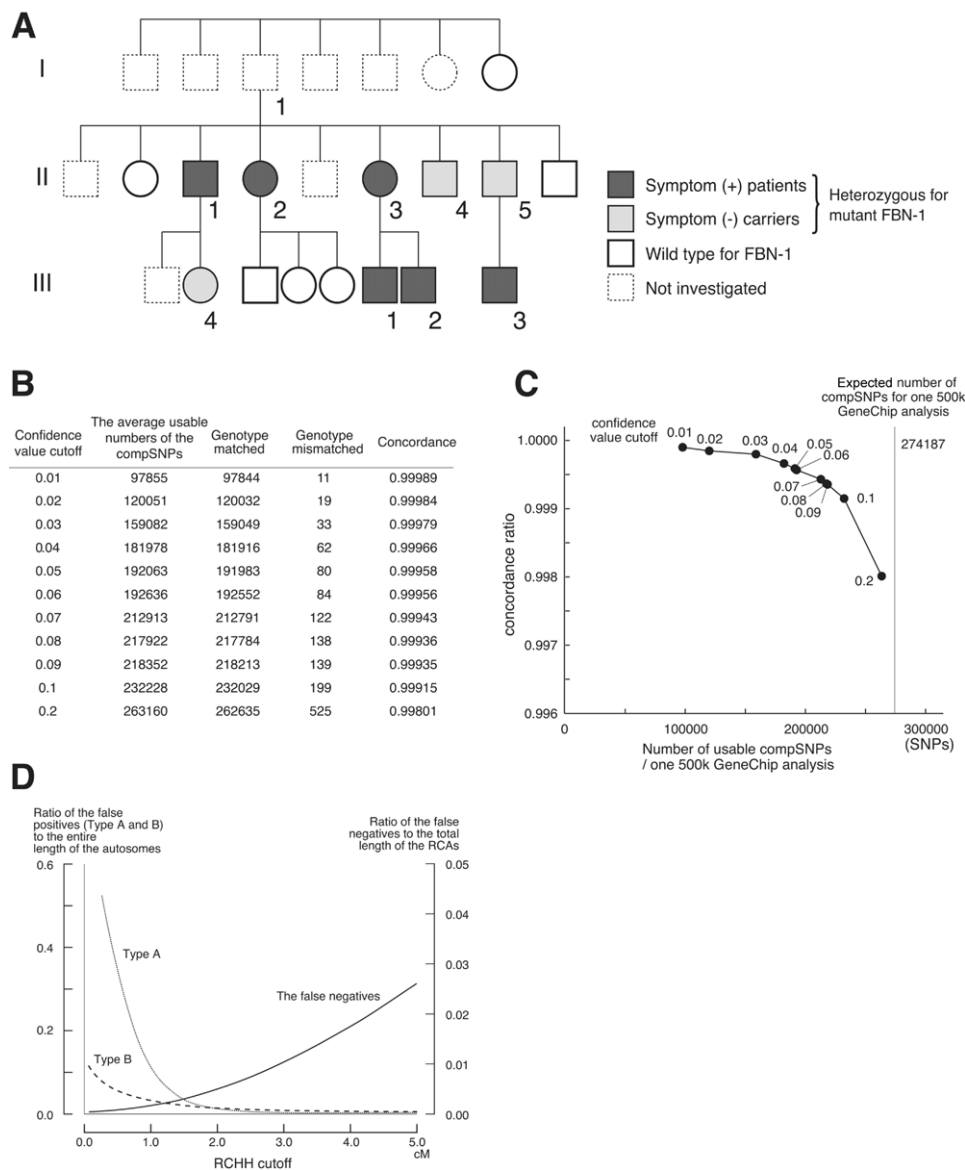 A
I
1
II
1
2
3
4
5
III
4
1
2
3
Symptom (+) patients
Symptom (-) carriers
Heterozygous for
mutant FBN-1
Wild type for FBN-1
Not investigated
B
Confidence
value cutoff
The average usable
numbers of the
compSNPs
Genotype
matched
Genotype
mismatched
Concordance
0.01 97855 97844 11 0.99989
0.02 120051 120032 19 0.99984
0.03 159082 159049 33 0.99979
0.04 181978 181916 62 0.99966
0.05 192063 191983 80 0.99958
0.06 192636 192552 84 0.99956
0.07 212913 212791 122 0.99943
0.08 217922 217784 138 0.99936
0.09 218352 218213 139 0.99935
0.1 232228 232029 199 0.99915
0.2 263160 262635 525 0.99801
C
Expected number of
compSNPs for one 500k
GeneChip analysis
274187
confidence
value cutoff
0.01
0.02
0.03
0.04
0.05
0.06
0.07
0.08
0.09
0.1
0.2
concordance ratio
1.0000
0.999
0.998
0.997
0.996
0
100000
200000
300000
(SNPs)
Number of usable compSNPs
/ one 500k GeneChip analysis
D
Ratio of the false
positives (Type A and B)
to the entire
length of the autosomes
Ratio of the false
negatives to the total
length of the RCAs
0.6
0.4
0.2
0.0
0.05
0.04
0.03
0.02
0.01
0.00
Type A
Type B
The false negatives
0.0
1.0
2.0
3.0
4.0
5.0
cM
RCHH cutoff